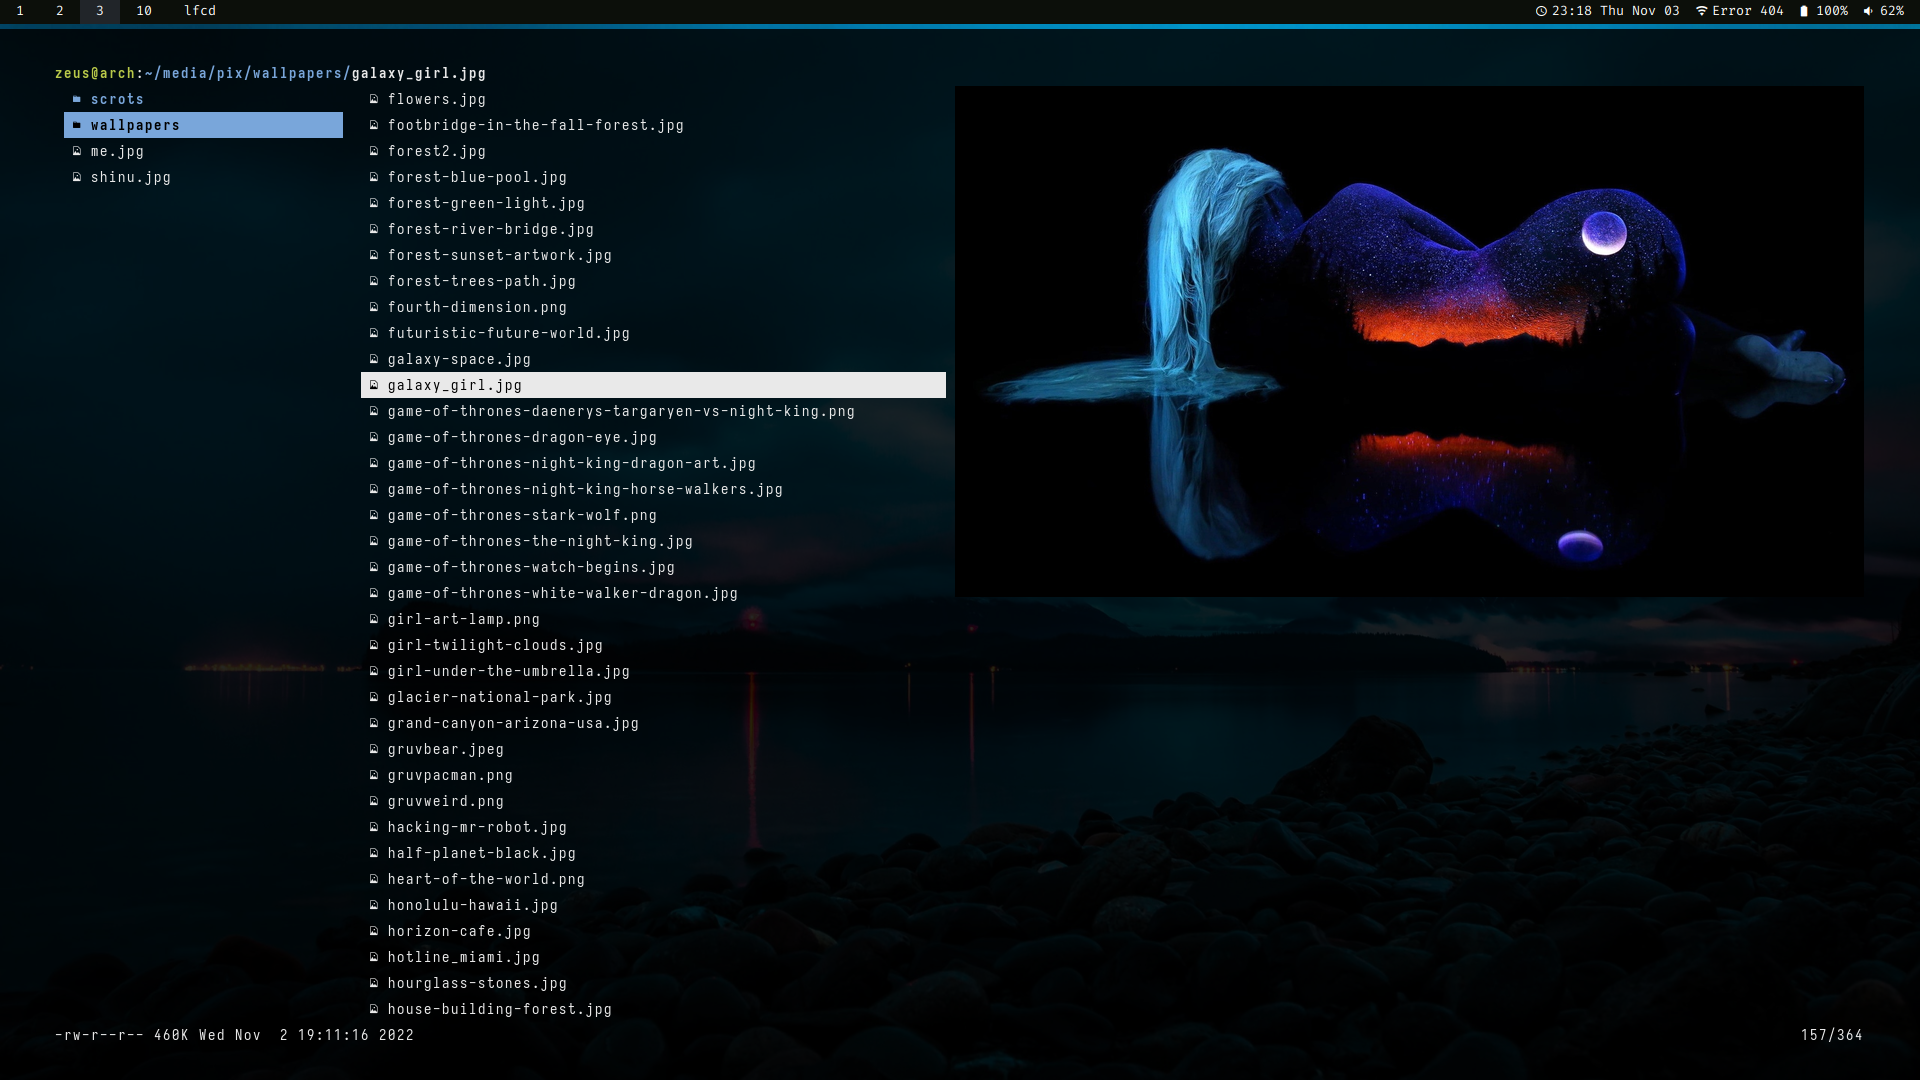 1 2 3 10 lfcd 23:18 Thu Nov 03 Error 404 100% 62%
zeus@arch:~/media/pix/wallpapers/galaxy_girl.jpg
scrots
wallpapers
me.jpg
shinu.jpg
flowers.jpg
footbridge-in-the-fall-forest.jpg
forest2.jpg
forest-blue-pool.jpg
forest-green-light.jpg
forest-river-bridge.jpg
forest-sunset-artwork.jpg
forest-trees-path.jpg
fourth-dimension.png
futuristic-future-world.jpg
galaxy-space.jpg
galaxy_girl.jpg
game-of-thrones-daenerys-targaryen-vs-night-king.png
game-of-thrones-dragon-eye.jpg
game-of-thrones-night-king-dragon-art.jpg
game-of-thrones-night-king-horse-walkers.jpg
game-of-thrones-stark-wolf.png
game-of-thrones-the-night-king.jpg
game-of-thrones-watch-begins.jpg
game-of-thrones-white-walker-dragon.jpg
girl-art-lamp.png
girl-twilight-clouds.jpg
girl-under-the-umbrella.jpg
glacier-national-park.jpg
grand-canyon-arizona-usa.jpg
gruvbear.jpeg
gruvpacman.png
gruvweird.png
hacking-mr-robot.jpg
half-planet-black.jpg
heart-of-the-world.png
honolulu-hawaii.jpg
horizon-cafe.jpg
hotline_miami.jpg
hourglass-stones.jpg
house-building-forest.jpg
-rw-r--r-- 460K Wed Nov  2 19:11:16 2022 157/364